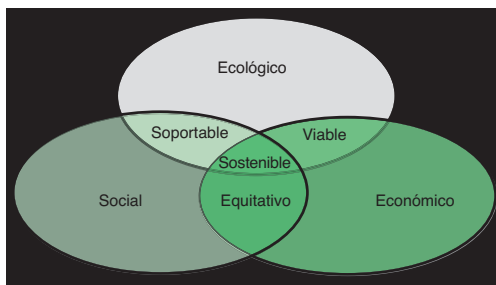 Ecológico
Soportable
Viable
Sostenible
Social
Equitativo
Económico